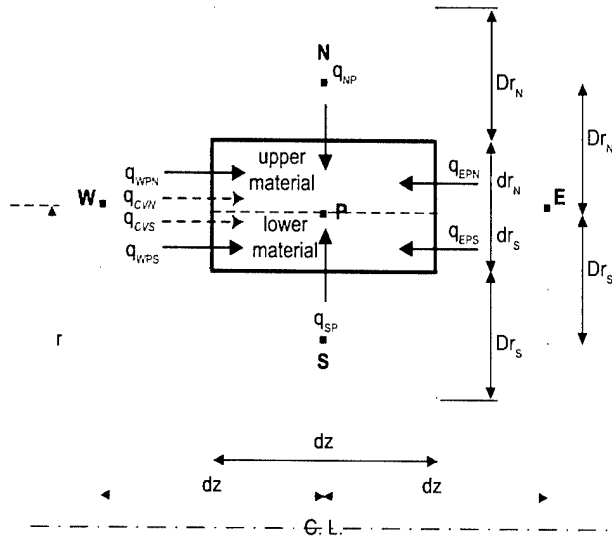 N
q_NP
Dr_N
Dr_N
upper
material
q_WPN
q_EPN
dr_N
W
q_CVN
P
E
q_CVS
lower
material
dr_S
q_WPS
q_EPS
Dr_S
q_SP
r
S
Dr_S
dz
dz
dz
C. L.